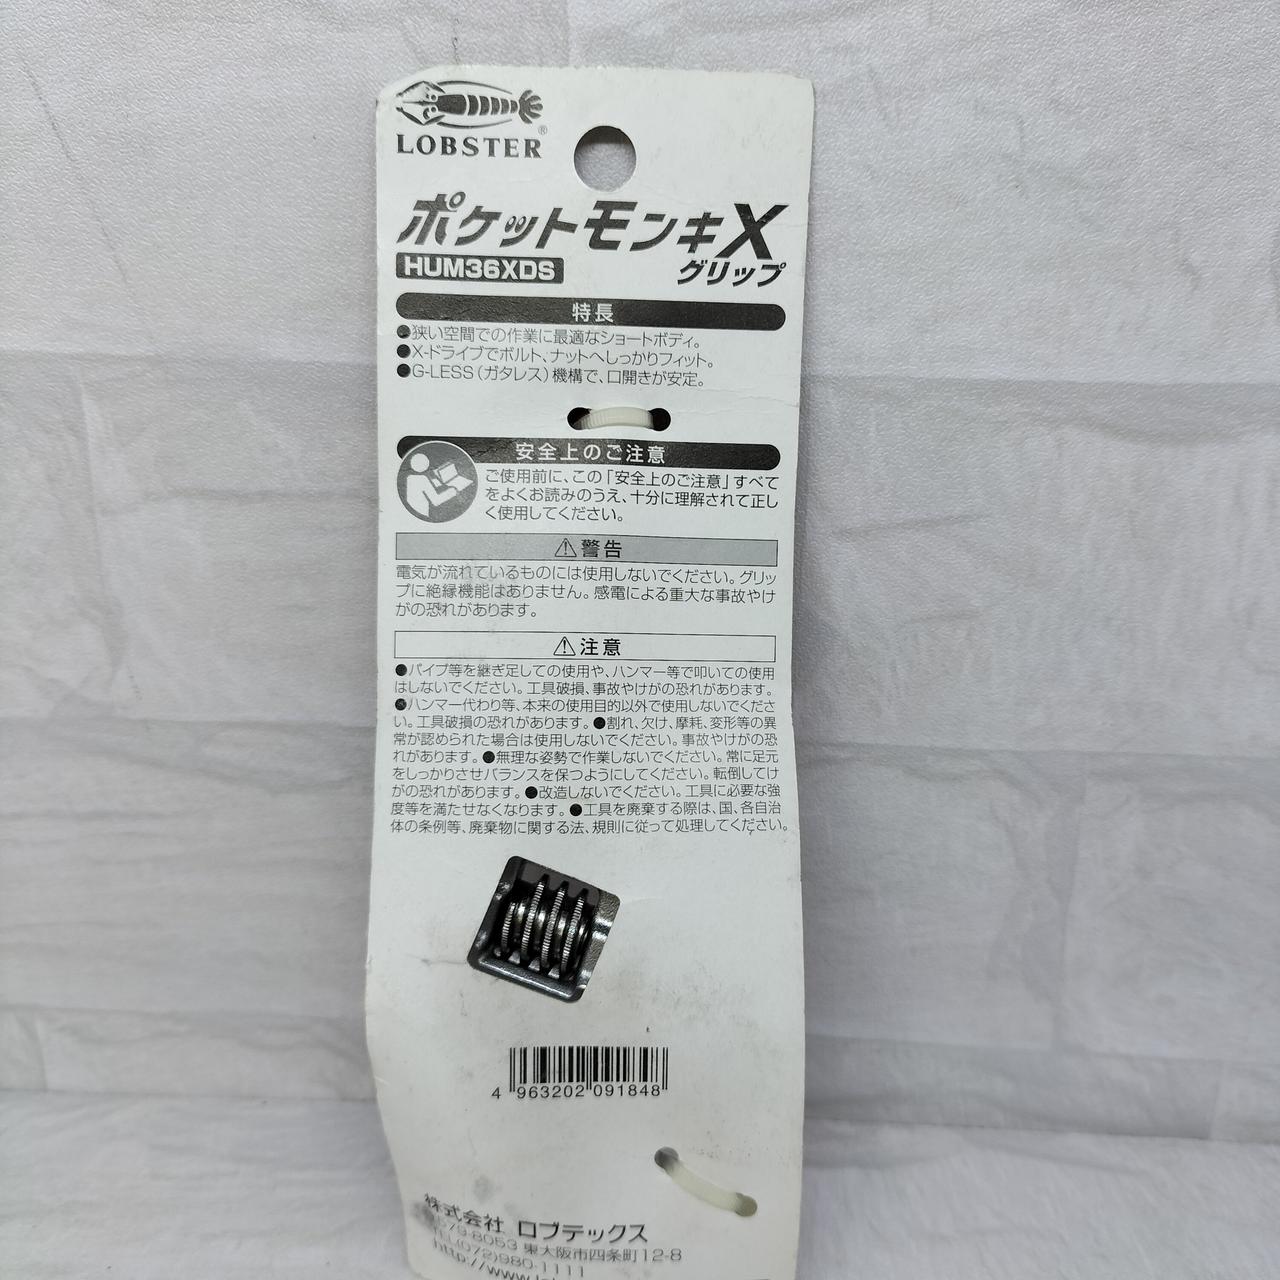 LOBSTER®
ポケットモンキX
HUM36XDS
グリップ
特長
●狭い空間での作業に最適なショートボディ。
●X-ドライブでボルト、ナットへしっかりフィット。
●G-LESS(ガタレス)機構で、口開きが安定。
安全上のご注意
ご使用前に、この「安全上のご注意」すべて
をよくお読みのうえ、十分に理解されて正し
く使用してください。
⚠警告
電気が流れているものには使用しないでください。グリッ
プに絶縁機能はありません。感電による重大な事故やけ
がの恐れがあります。
⚠注意
●パイプ等を継ぎ足しての使用や、ハンマー等で叩いての使用
はしないでください。工具破損、事故やけがの恐れがあります。
●ハンマー代わり等、本来の使用目的以外で使用しないでくださ
い。工具破損の恐れがあります。●割れ、欠け、摩耗、変形等の異
常が認められた場合は使用しないでください。事故やけがの恐
れがあります。●無理な姿勢で作業しないでください。常に足元
をしっかりさせバランスを保つようにしてください。転倒してけ
がの恐れがあります。●改造しないでください。工具に必要な強
度等を満たせなくなります。●工具を廃棄する際は、国、各自治
体の条例等、廃棄物に関する法、規則に従って処理してください。
4 963202 091848
株式会社 ロブテックス
579-8053 東大阪市四条町12-8
TEL(072)980-1111
http://www.